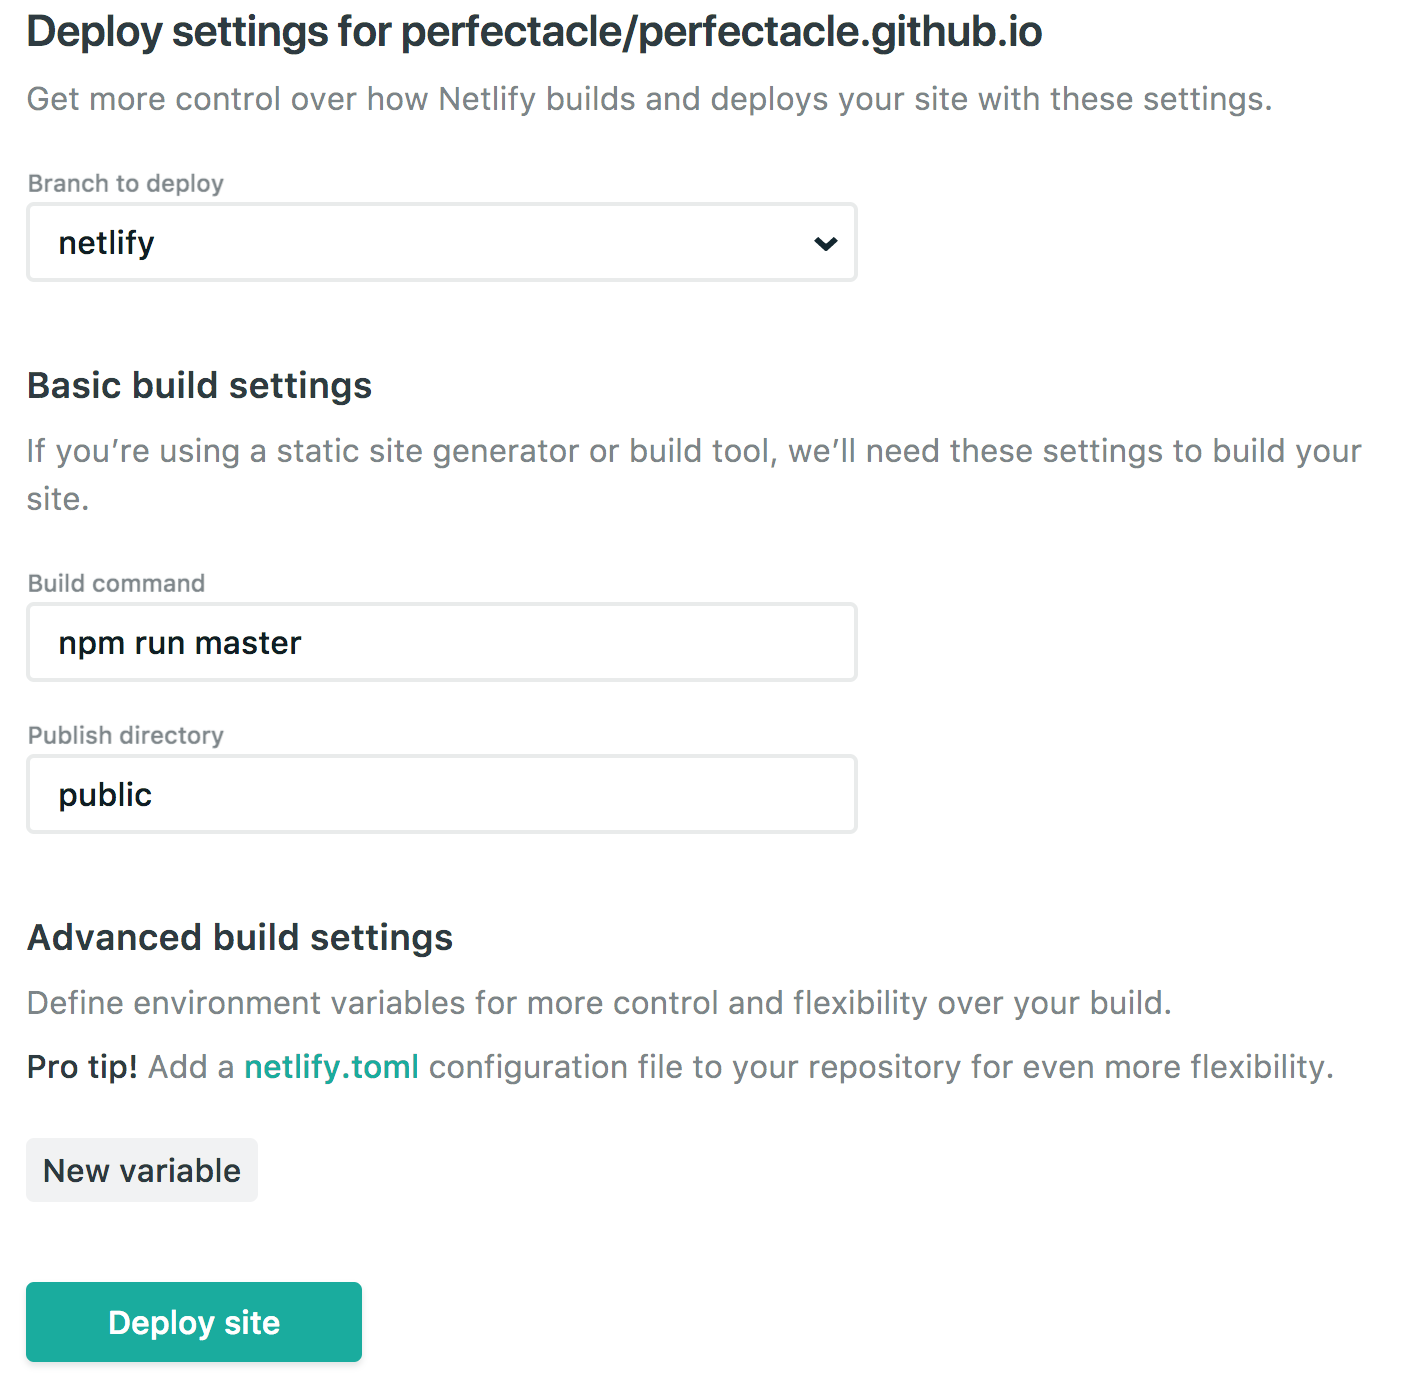 Deploy settings for perfectacle/perfectacle.github.io
Get more control over how Netlify builds and deploys your site with these settings.
Branch to deploy
netlify
Basic build settings
If you’re using a static site generator or build tool, we’ll need these settings to build your
site.
Build command
npm run master
Publish directory
public
Advanced build settings
Define environment variables for more control and flexibility over your build.
Pro tip! Add a netlify.toml configuration file to your repository for even more flexibility.
New variable
Deploy site